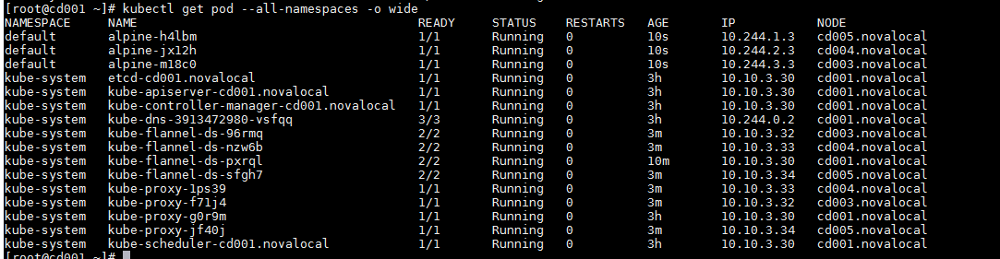 [root@cd001 ~]# kubectl get pod --all-namespaces -o wide
NAMESPACE NAME READY STATUS RESTARTS AGE IP NODE
default alpine-h4lbm 1/1 Running 0 10s 10.244.1.3 cd005.novalocal
default alpine-jx12h 1/1 Running 0 10s 10.244.2.3 cd004.novalocal
default alpine-m18c0 1/1 Running 0 10s 10.244.3.3 cd003.novalocal
kube-system etcd-cd001.novalocal 1/1 Running 0 3h 10.10.3.30 cd001.novalocal
kube-system kube-apiserver-cd001.novalocal 1/1 Running 0 3h 10.10.3.30 cd001.novalocal
kube-system kube-controller-manager-cd001.novalocal 1/1 Running 0 3h 10.10.3.30 cd001.novalocal
kube-system kube-dns-3913472980-vsfqq 3/3 Running 0 3h 10.244.0.2 cd001.novalocal
kube-system kube-flannel-ds-96rmq 2/2 Running 0 3m 10.10.3.32 cd003.novalocal
kube-system kube-flannel-ds-nzw6b 2/2 Running 0 3m 10.10.3.33 cd004.novalocal
kube-system kube-flannel-ds-pxrql 2/2 Running 0 10m 10.10.3.30 cd001.novalocal
kube-system kube-flannel-ds-sfgh7 2/2 Running 0 3m 10.10.3.34 cd005.novalocal
kube-system kube-proxy-1ps39 1/1 Running 0 3m 10.10.3.33 cd004.novalocal
kube-system kube-proxy-f71j4 1/1 Running 0 3m 10.10.3.32 cd003.novalocal
kube-system kube-proxy-g0r9m 1/1 Running 0 3h 10.10.3.30 cd001.novalocal
kube-system kube-proxy-jf40j 1/1 Running 0 3m 10.10.3.34 cd005.novalocal
kube-system kube-scheduler-cd001.novalocal 1/1 Running 0 3h 10.10.3.30 cd001.novalocal
[root@cd001 ~]#